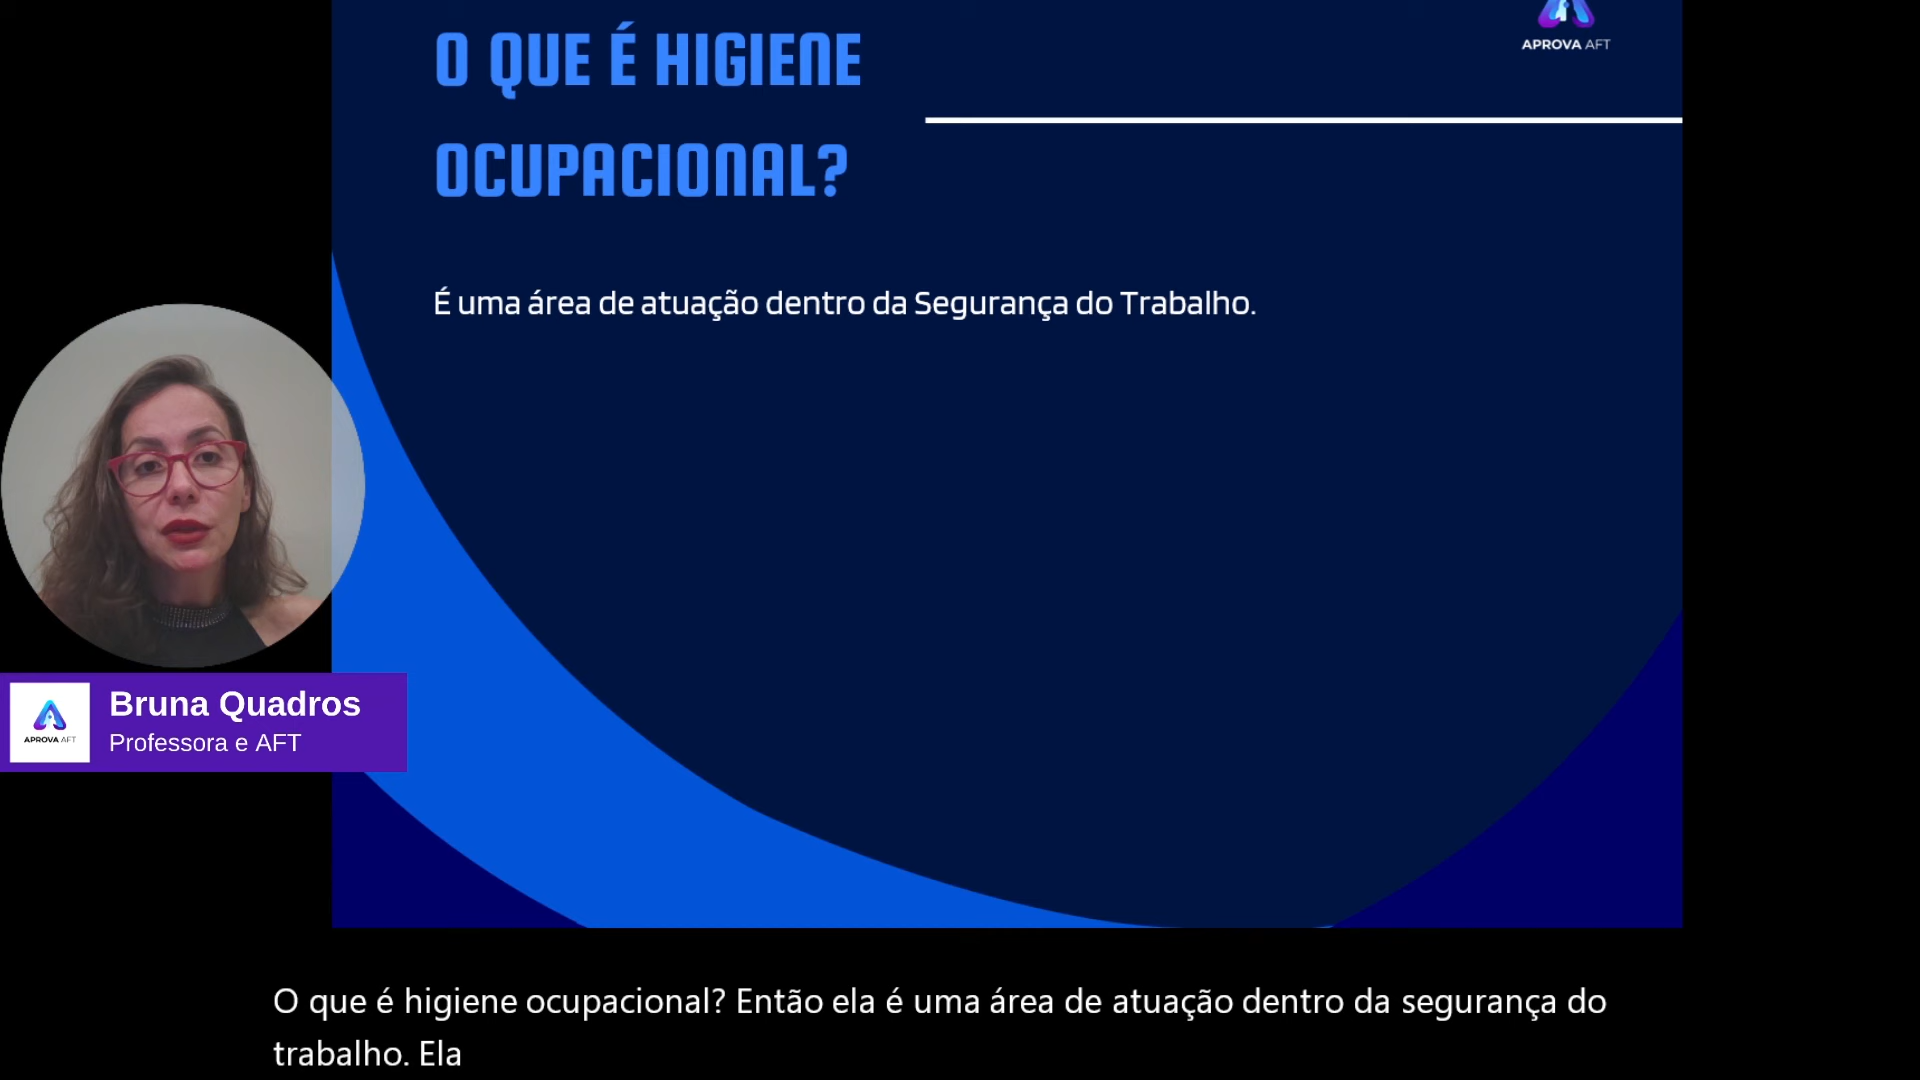 O QUE É HIGIENE
OCUPACIONAL?
APROVA AFT
É uma área de atuação dentro da Segurança do Trabalho.
Bruna Quadros
Professora e AFT
APROVA AFT
O que é higiene ocupacional? Então ela é uma área de atuação dentro da segurança do
trabalho. Ela